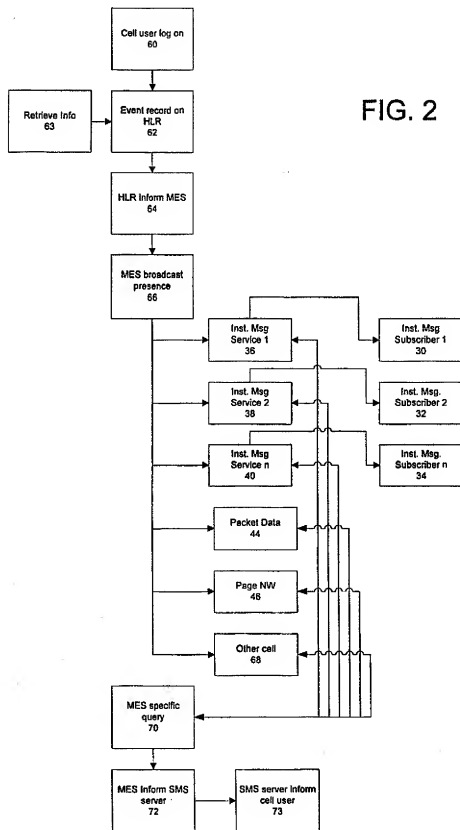 Cell user log on
60
FIG. 2
Retrieve Info
63
Event record on
HLR
62
HLR Inform MES
64
MES broadcast
presence
66
Inst. Msg
Service 1
36
Inst. Msg
Subscriber 1
30
Inst. Msg
Service 2
38
Inst. Msg.
Subscriber 2
32
Inst. Msg
Service n
40
Inst. Msg.
Subscriber n
34
Packet Data
44
Page NW
46
Other cell
68
MES specific
query
70
MES Inform SMS
server
72
SMS server Inform
cell user
73